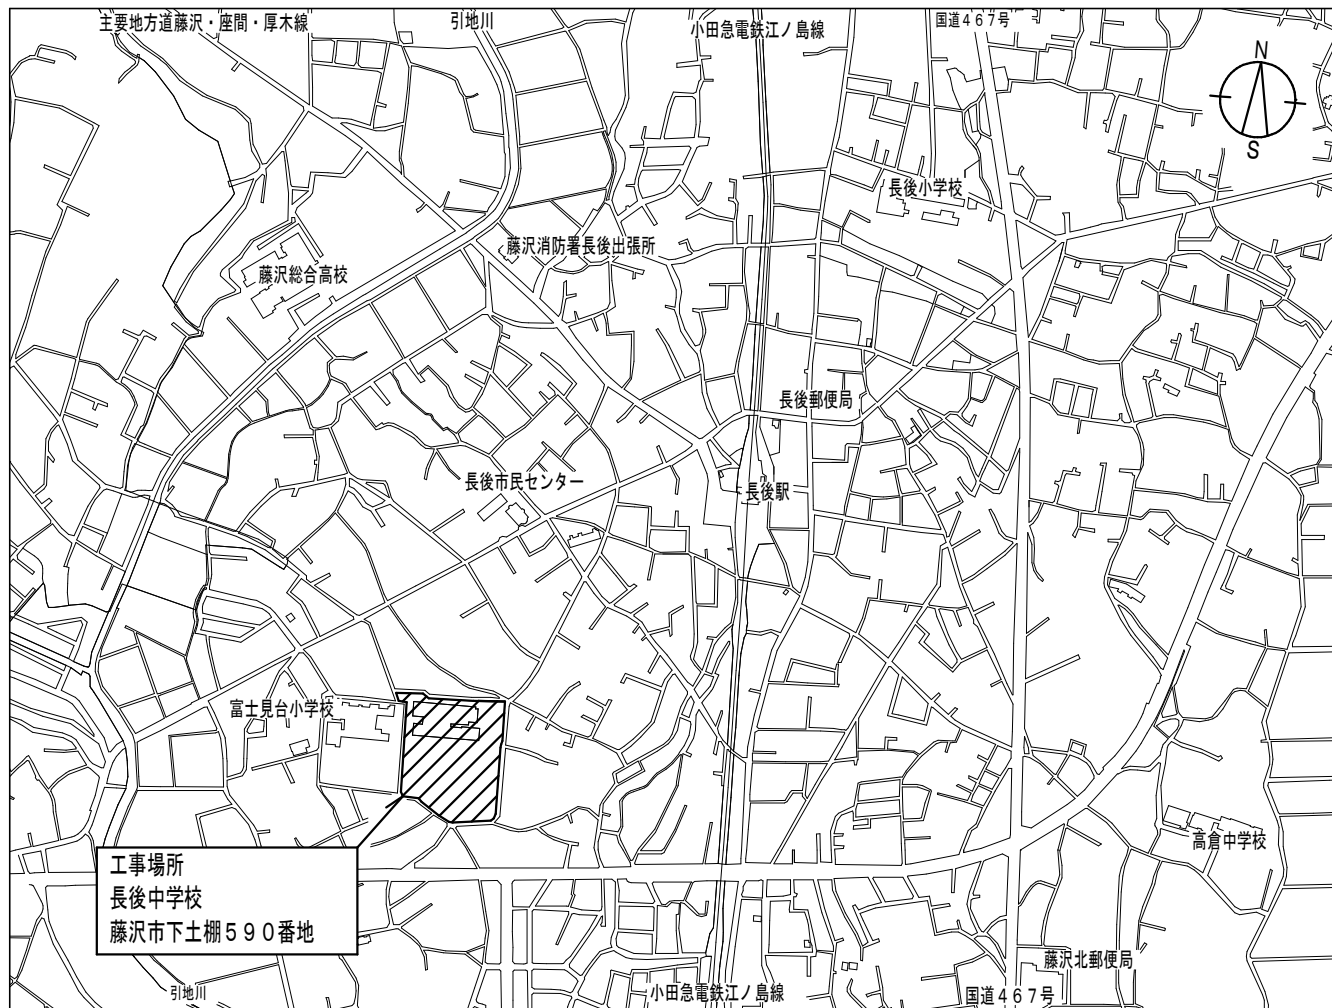 主要地方道藤沢・座間・厚木線
引地川
小田急電鉄江ノ島線
国道４６７号
N
S
長後小学校
藤沢消防署長後出張所
藤沢総合高校
長後郵便局
長後市民センター
長後駅
富士見台小学校
高倉中学校
工事場所
長後中学校
藤沢市下土棚５９０番地
藤沢北郵便局
引地川
小田急電鉄江ノ島線
国道４６７号